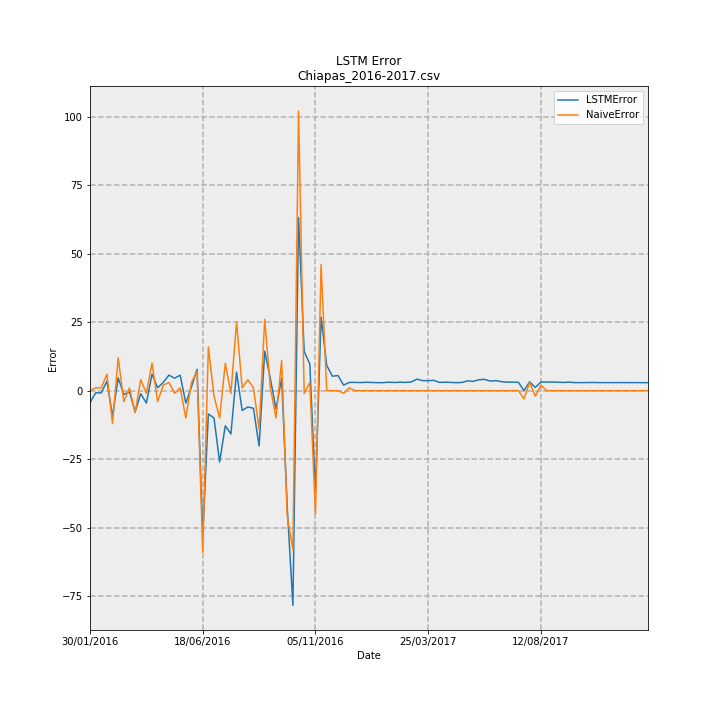 LSTM Error
Chiapas_2016-2017.csv
LSTMError
NaiveError
100
75
50
25
0
−25
−50
−75
Error
30/01/2016
18/06/2016
05/11/2016
25/03/2017
12/08/2017
Date